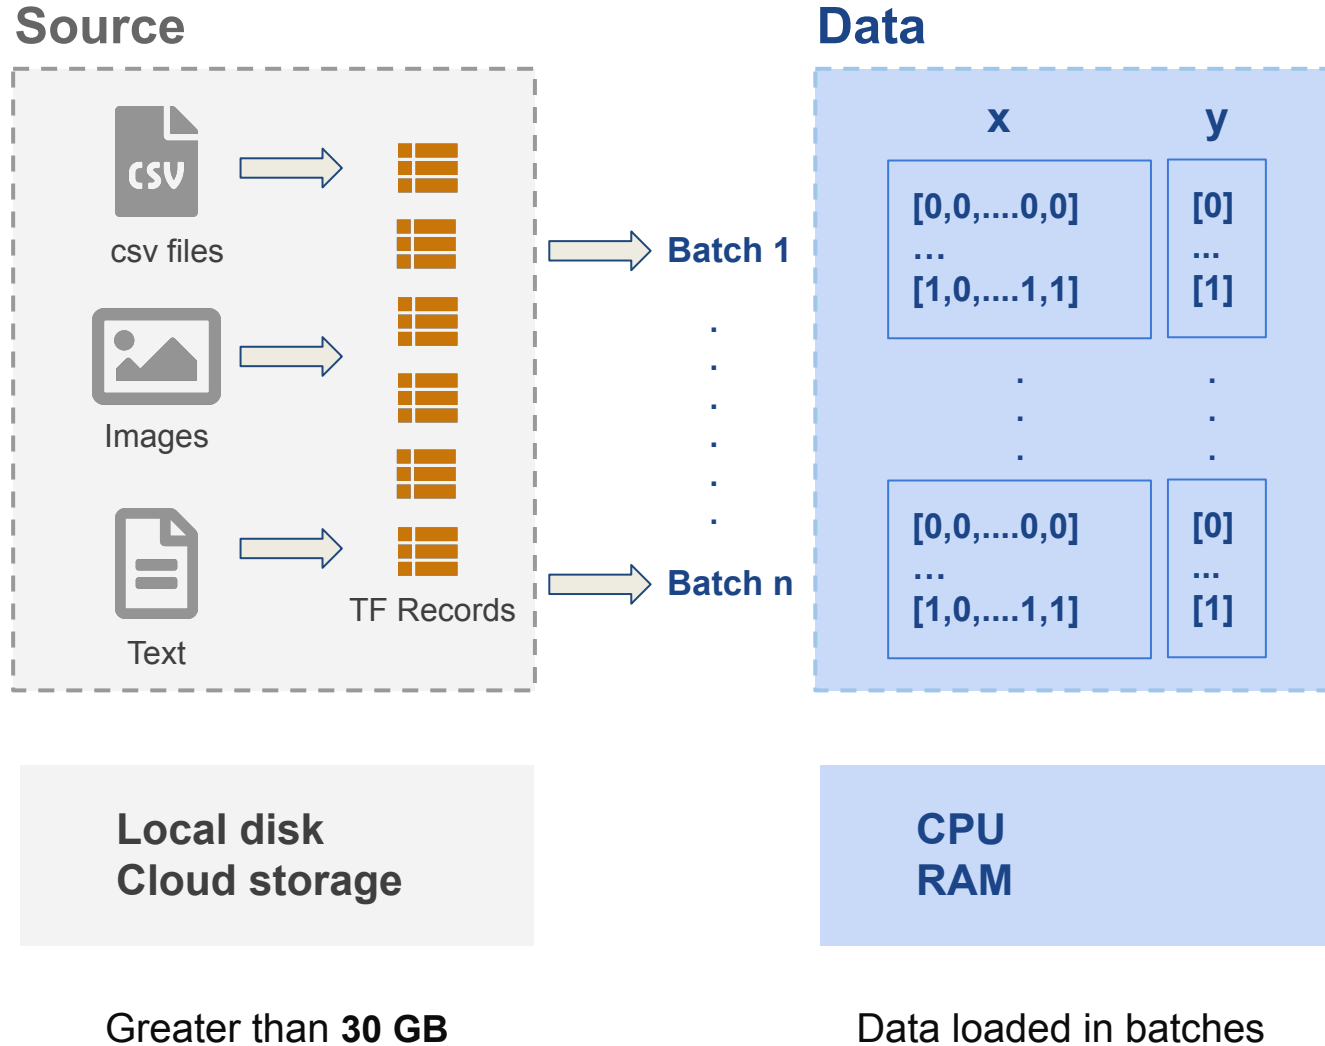 Source
CSV
csv files
Images
Text
TF Records
Batch 1
.
.
.
.
.
.
Batch n
Data
x y
[0,0,....0,0] [0]
... ...
[1,0,....1,1] [1]
. .
. .
. .
[0,0,....0,0] [0]
... ...
[1,0,....1,1] [1]
Local disk
Cloud storage
CPU
RAM
Greater than 30 GB
Data loaded in batches